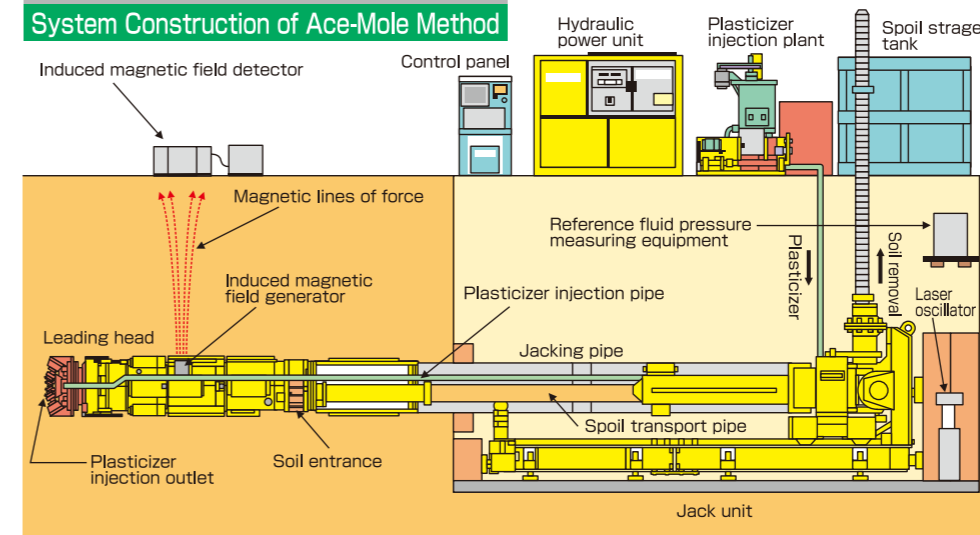 System Construction of Ace-Mole Method
Induced magnetic field detector
Control panel
Hydraulic
power unit
Plasticizer
injection plant
Spoil strage
tank
Magnetic lines of force
Reference fluid pressure
measuring equipment
Plasticizer
Soil removal
Induced magnetic
field generator
Plasticizer injection pipe
Laser
oscillator
Leading head
Jacking pipe
Spoil transport pipe
Plasticizer
injection outlet
Soil entrance
Jack unit